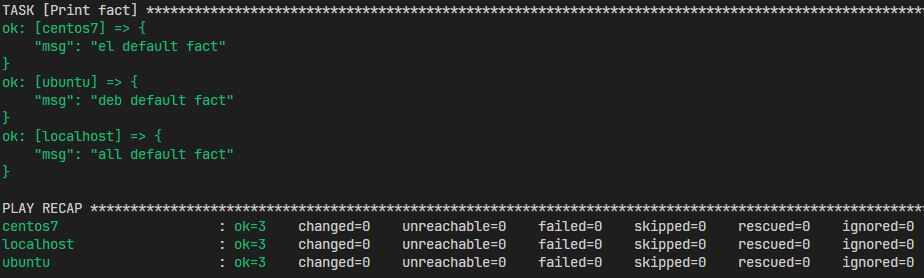 TASK [Print fact] ******************************************************************************************************
ok: [centos7] => {
    "msg": "el default fact"
}
ok: [ubuntu] => {
    "msg": "deb default fact"
}
ok: [localhost] => {
    "msg": "all default fact"
}
PLAY RECAP *************************************************************************************************************
centos7                    : ok=3    changed=0    unreachable=0    failed=0    skipped=0    rescued=0    ignored=0
localhost                  : ok=3    changed=0    unreachable=0    failed=0    skipped=0    rescued=0    ignored=0
ubuntu                     : ok=3    changed=0    unreachable=0    failed=0    skipped=0    rescued=0    ignored=0